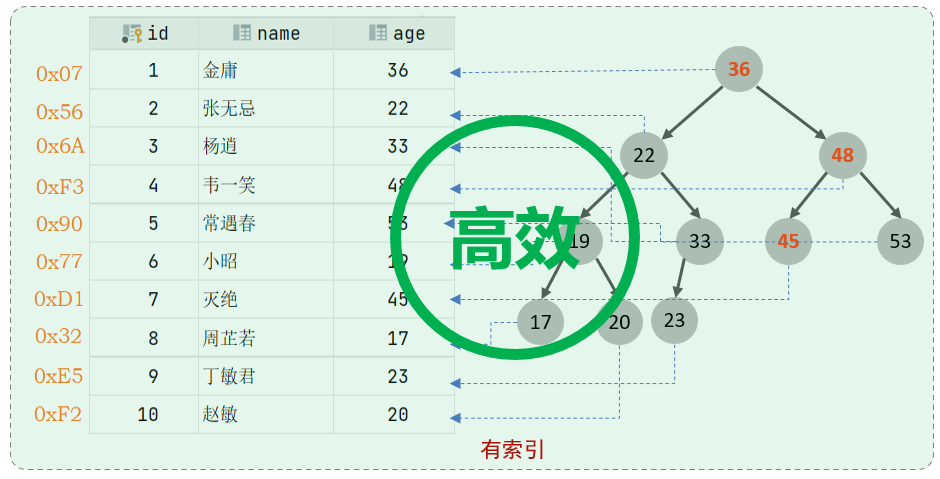 id name age
0x07 1 金庸 36
0x56 2 张无忌 22
0x6A 3 杨逍 33
0xF3 4 韦一笑 48
0x90 5 常遇春 53
0x77 6 小昭 19
0xD1 7 灭绝 45
0x32 8 周芷若 17
0xE5 9 丁敏君 23
0xF2 10 赵敏 20
36
22 48
19 33 45 53
17 20 23
高效
有索引